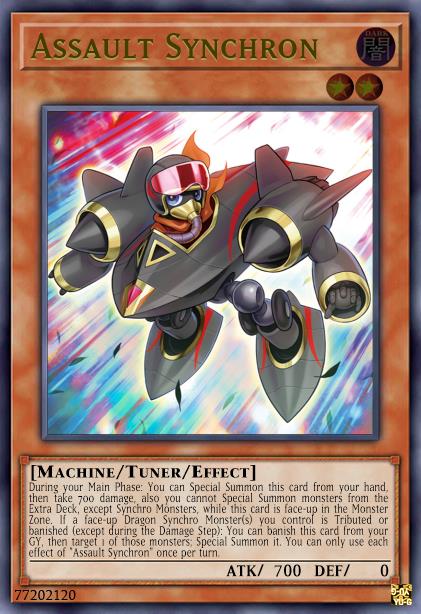 ASSAULT SYNCHRON
DARK
闇
[MACHINE/TUNER/EFFECT]
During your Main Phase: You can Special Summon this card from your hand,
then take 700 damage, also you cannot Special Summon monsters from the
Extra Deck, except Synchro Monsters, while this card is face-up in the Monster
Zone. If a face-up Dragon Synchro Monster(s) you control is Tributed or
banished (except during the Damage Step): You can banish this card from your
GY, then target 1 of those monsters; Special Summon it. You can only use each
effect of "Assault Synchron" once per turn.
ATK/ 700 DEF/ 0
77202120